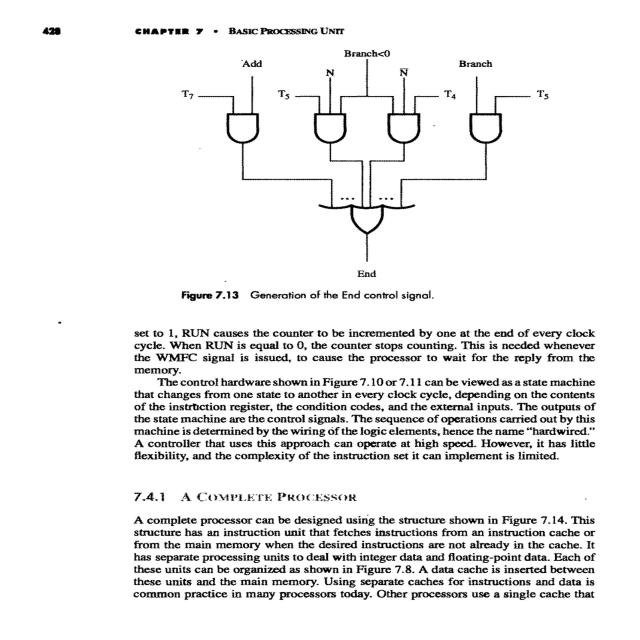 428 CHAPTER 7 • BASIC PROCESSING UNIT
Branch<0
Add N N̅ Branch
T7 T5 T4 T5
... ...
End
Figure 7.13 Generation of the End control signal.
set to 1, RUN causes the counter to be incremented by one at the end of every clock
cycle. When RUN is equal to 0, the counter stops counting. This is needed whenever
the WMFC signal is issued, to cause the processor to wait for the reply from the
memory.
The control hardware shown in Figure 7.10 or 7.11 can be viewed as a state machine
that changes from one state to another in every clock cycle, depending on the contents
of the instruction register, the condition codes, and the external inputs. The outputs of
the state machine are the control signals. The sequence of operations carried out by this
machine is determined by the wiring of the logic elements, hence the name "hardwired."
A controller that uses this approach can operate at high speed. However, it has little
flexibility, and the complexity of the instruction set it can implement is limited.
7.4.1 A COMPLETE PROCESSOR
A complete processor can be designed using the structure shown in Figure 7.14. This
structure has an instruction unit that fetches instructions from an instruction cache or
from the main memory when the desired instructions are not already in the cache. It
has separate processing units to deal with integer data and floating-point data. Each of
these units can be organized as shown in Figure 7.8. A data cache is inserted between
these units and the main memory. Using separate caches for instructions and data is
common practice in many processors today. Other processors use a single cache that